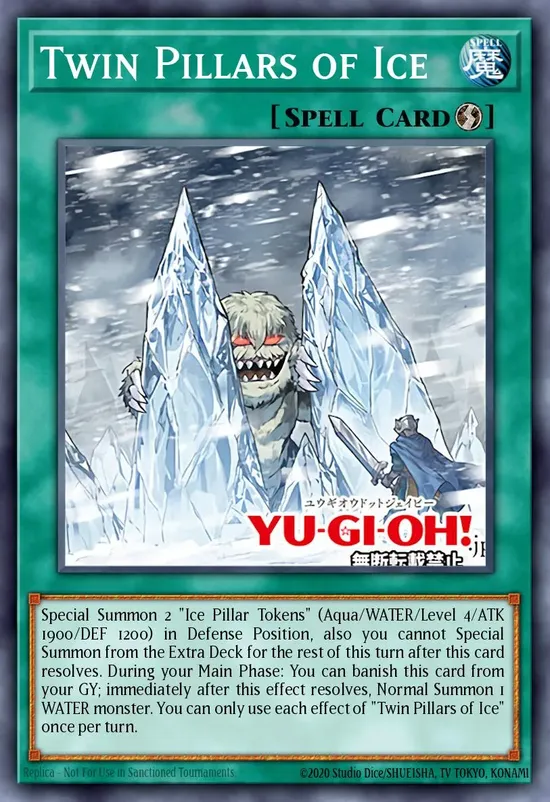 TWIN PILLARS OF ICE
SPELL
魔
[SPELL CARD]
ユウギオウドットジェイピー
YU-GI-OH!
.jp
無断転載禁止
Special Summon 2 "Ice Pillar Tokens" (Aqua/WATER/Level 4/ATK
1900/DEF 1200) in Defense Position, also you cannot Special
Summon from the Extra Deck for the rest of this turn after this card
resolves. During your Main Phase: You can banish this card from
your GY; immediately after this effect resolves, Normal Summon 1
WATER monster. You can only use each effect of "Twin Pillars of Ice"
once per turn.
Replica - Not For Use in Sanctioned Tournaments.
©2020 Studio Dice/SHUEISHA, TV TOKYO, KONAMI